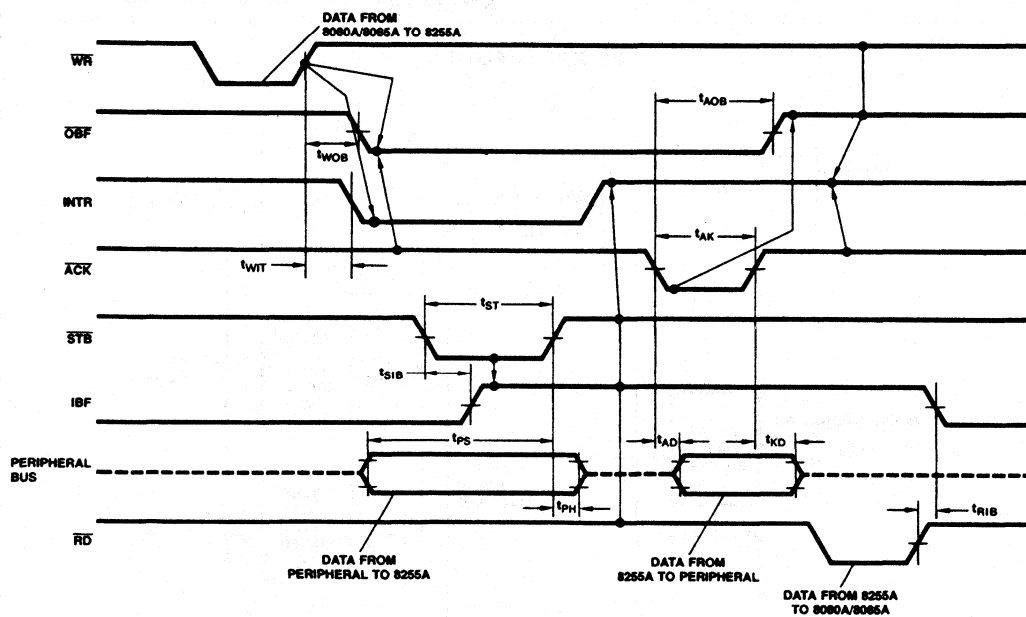 DATA FROM
8080A/8085A TO 8255A
WR
OBF
tAOB
tWOB
INTR
tAK
ACK
tWIT
tST
STB
tSIB
IBF
tPS
tAD
tKD
PERIPHERAL
BUS
tPH
tRIB
RD
DATA FROM
PERIPHERAL TO 8255A
DATA FROM
8255A TO PERIPHERAL
DATA FROM 8255A
TO 8080A/8085A